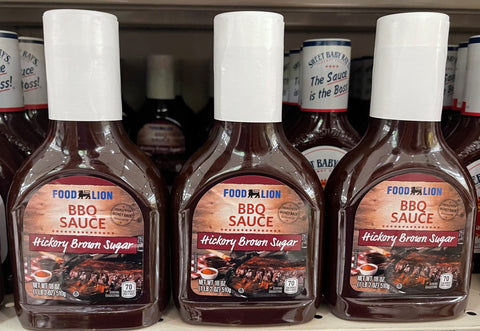 FOOD LION
BBQ
SAUCE
Hickory Brown Sugar
NET WT. 18 OZ
(1 LB 2 OZ) 510g
70
FOOD LION
BBQ
SAUCE
Hickory Brown Sugar
NET WT. 18 OZ
(1 LB 2 OZ) 510g
70
FOOD LION
BBQ
SAUCE
Hickory Brown Sugar
NET WT. 18 OZ
(1 LB 2 OZ) 510g
70
SWEET BABY RAY'S
"The Sauce
is the Boss!"